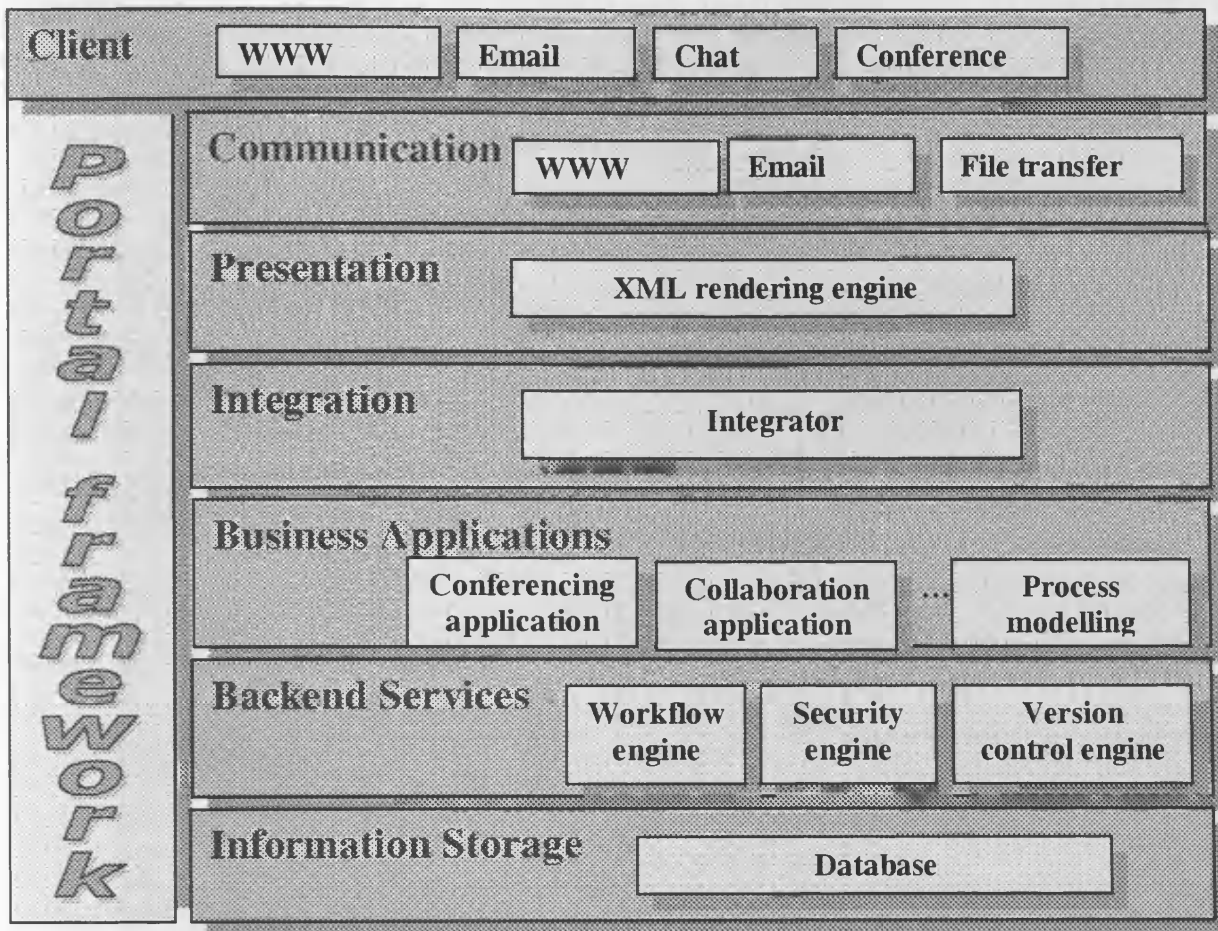 Client
WWW
Email
Chat
Conference
Portal framework
Communication
WWW
Email
File transfer
Presentation
XML rendering engine
Integration
Integrator
Business Applications
Conferencing
application
Collaboration
application
...
Process
modelling
Backend Services
Workflow
engine
Security
engine
Version
control engine
Information Storage
Database